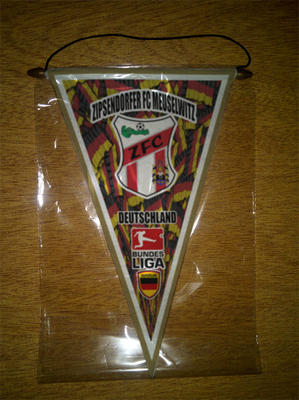 ZIPSENDORFER FC MEUSELWITZ
ZFC
DEUTSCHLAND
BUNDES
LIGA